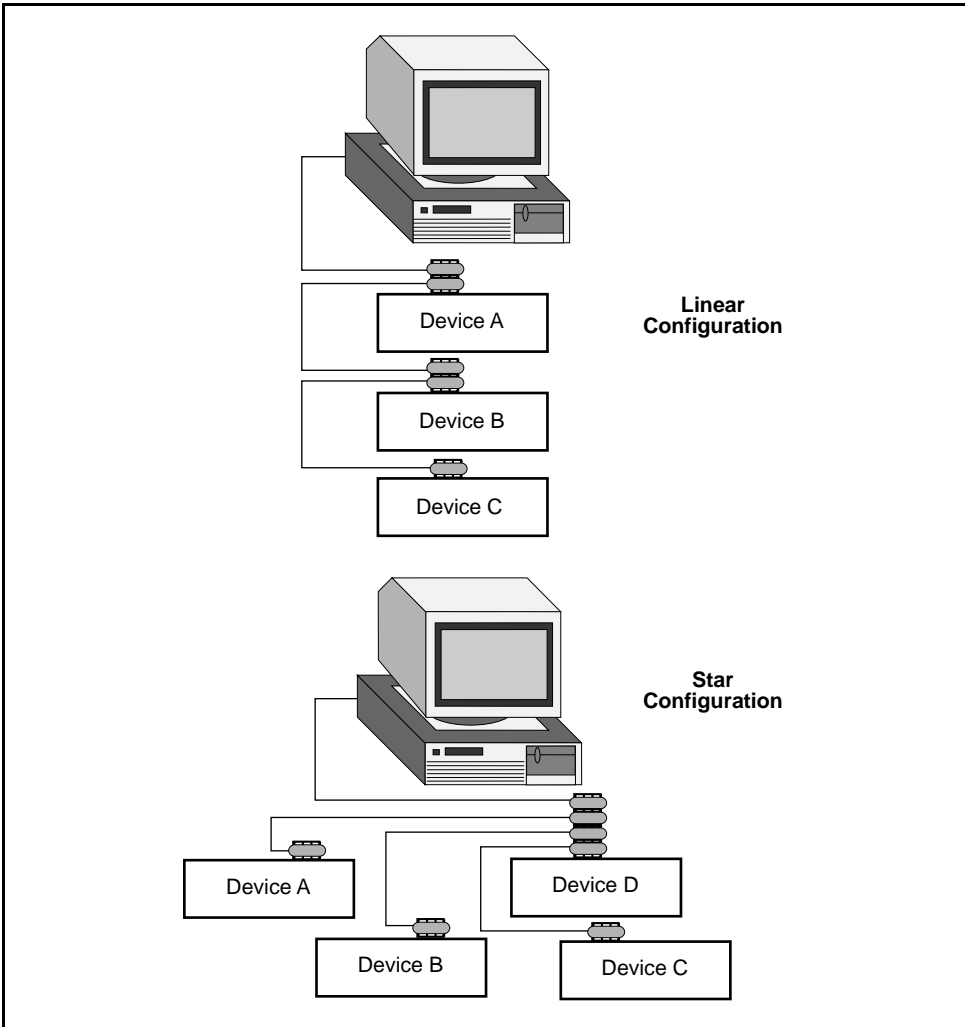 Linear
Configuration
Device A
Device B
Device C
Star
Configuration
Device A
Device D
Device B
Device C